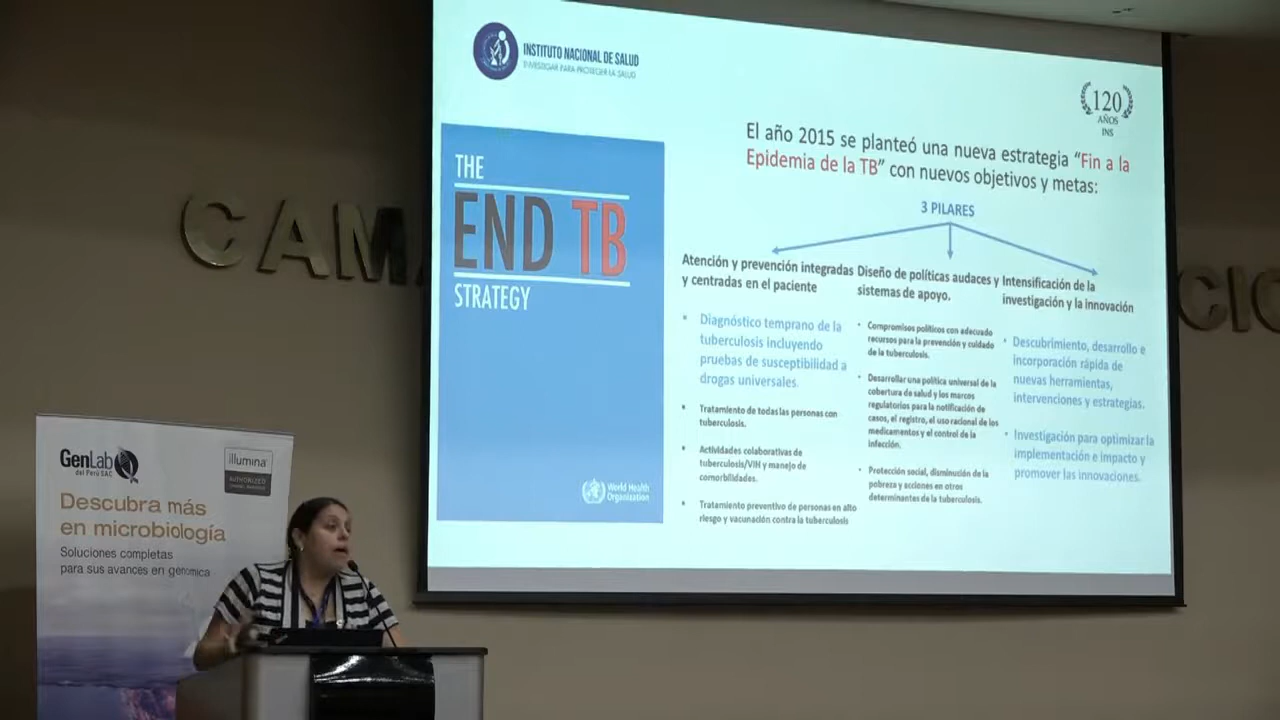 INSTITUTO NACIONAL DE SALUD
INVESTIGAR PARA PROTEGER LA SALUD
120
AÑOS
INS
El año 2015 se planteó una nueva estrategia “Fin a la
Epidemia de la TB” con nuevos objetivos y metas:
3 PILARES
THE
END TB
STRATEGY
World Health
Organization
Atención y prevención integradas
y centradas en el paciente
Diagnóstico temprano de la
tuberculosis incluyendo
pruebas de susceptibilidad a
drogas universales.
Tratamiento de todas las personas con
tuberculosis.
Actividades colaborativas de
tuberculosis/VIH y manejo de
comorbilidades.
Tratamiento preventivo de personas en alto
riesgo y vacunación contra la tuberculosis
Diseño de políticas audaces y
sistemas de apoyo.
Compromisos políticos con adecuado
recursos para la prevención y cuidado
de la tuberculosis.
Desarrollar una política universal de la
cobertura de salud y los marcos
regulatorios para la notificación de
casos, el registro, el uso racional de los
medicamentos y el control de la
infección.
Protección social, disminución de la
pobreza y acciones en otros
determinantes de la tuberculosis.
Intensificación de la
investigación y la innovación
Descubrimiento, desarrollo e
incorporación rápida de
nuevas herramientas,
intervenciones y estrategias.
Investigación para optimizar la
implementación e impacto y
promover las innovaciones.
CAM
CIO
GenLab
del Perú SAC
illumina
AUTHORIZED
Descubra más
en microbiología
Soluciones completas
para sus avances en genómica